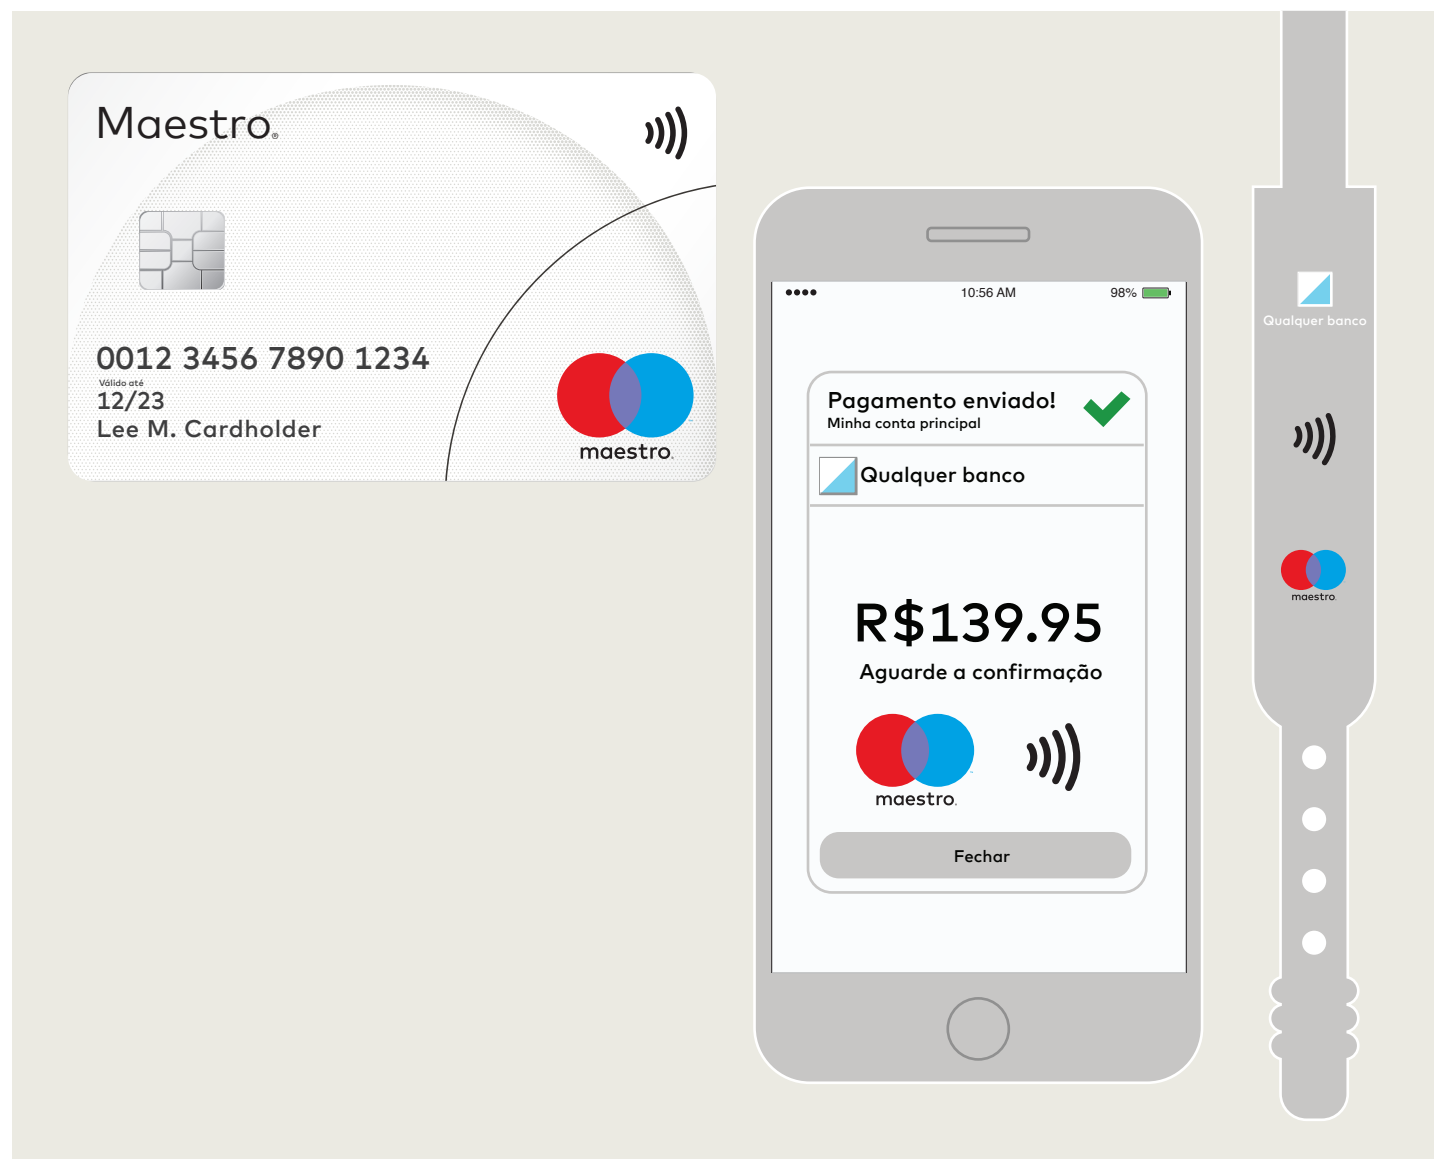 Maestro®
0012 3456 7890 1234
Válido até
12/23
Lee M. Cardholder
maestro.
10:56 AM
98%
Pagamento enviado!
Minha conta principal
Qualquer banco
R$139.95
Aguarde a confirmação
maestro.
Fechar
Qualquer banco
maestro.